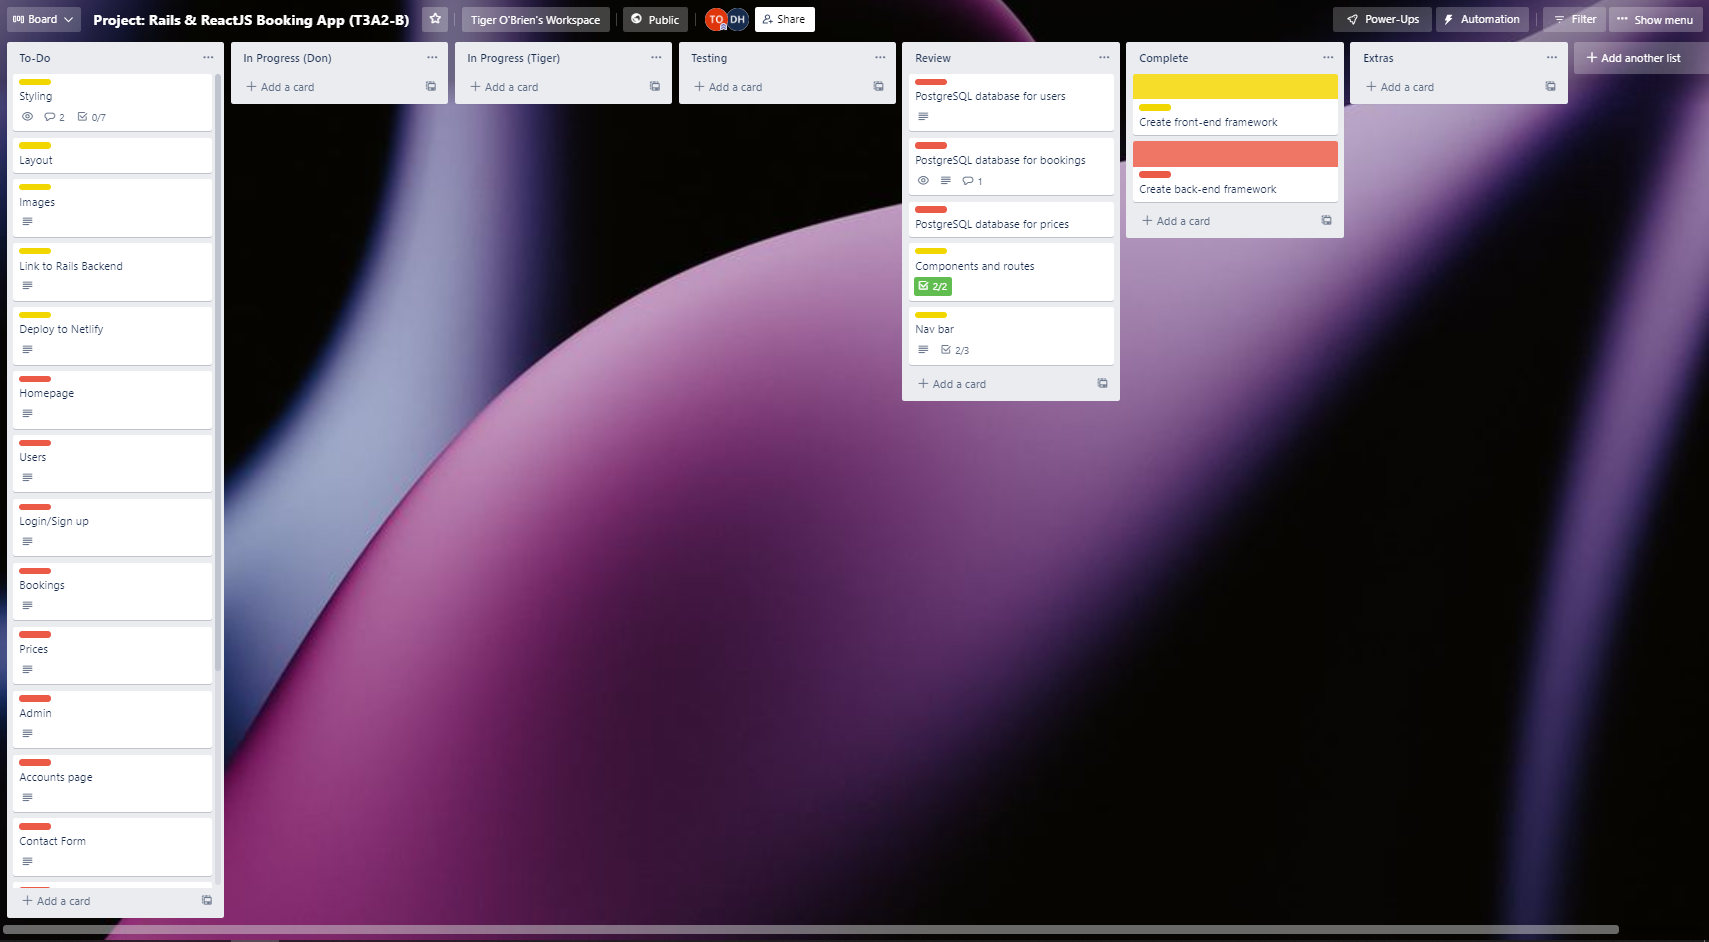 Board
Project: Rails & ReactJS Booking App (T3A2-B)
Tiger O'Brien's Workspace
Public
TO
DH
Share
Power-Ups
Automation
Filter
Show menu
To-Do
Styling
2
0/7
Layout
Images
Link to Rails Backend
Deploy to Netlify
Homepage
Users
Login/Sign up
Bookings
Prices
Admin
Accounts page
Contact Form
Add a card
In Progress (Don)
Add a card
In Progress (Tiger)
Add a card
Testing
Add a card
Review
PostgreSQL database for users
PostgreSQL database for bookings
1
PostgreSQL database for prices
Components and routes
2/2
Nav bar
2/3
Add a card
Complete
Create front-end framework
Create back-end framework
Add a card
Extras
Add a card
Add another list